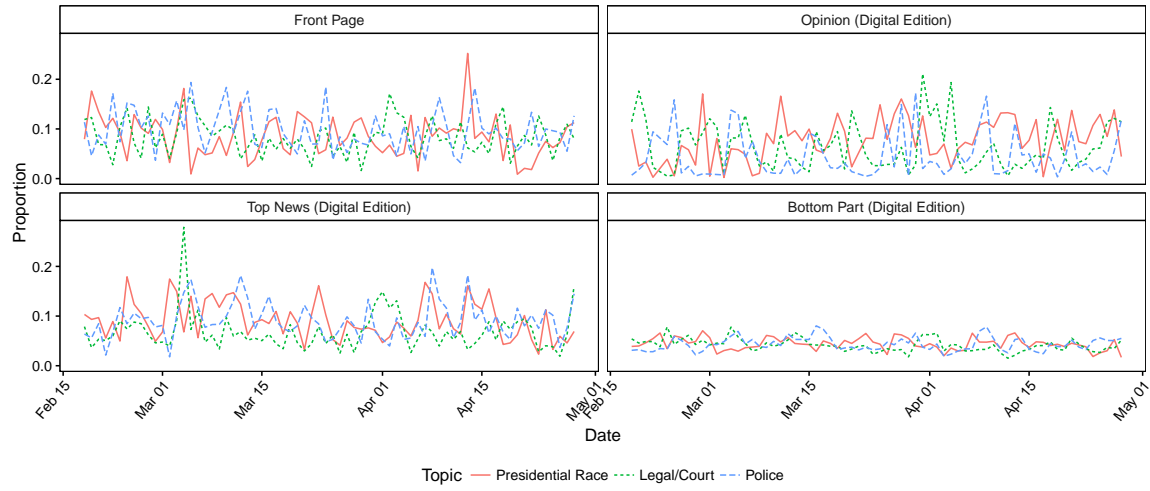 Front Page
Opinion (Digital Edition)
Proportion
0.2
0.1
0.0
Top News (Digital Edition)
Bottom Part (Digital Edition)
0.2
0.1
0.0
Feb 15
Mar 01
Mar 15
Apr 01
Apr 15
May 01
Feb 15
Mar 01
Mar 15
Apr 01
Apr 15
May 01
Date
Topic Presidential Race Legal/Court Police